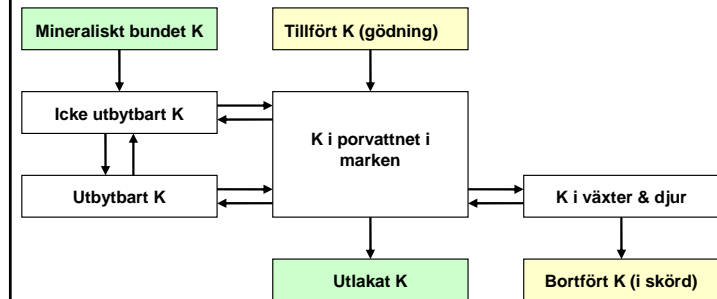 Mineraliskt bundet K
Tillfört K (gödning)
Icke utbytbart K
K i porvattnet i
marken
Utbytbart K
K i växter & djur
Utlakat K
Bortfört K (i skörd)